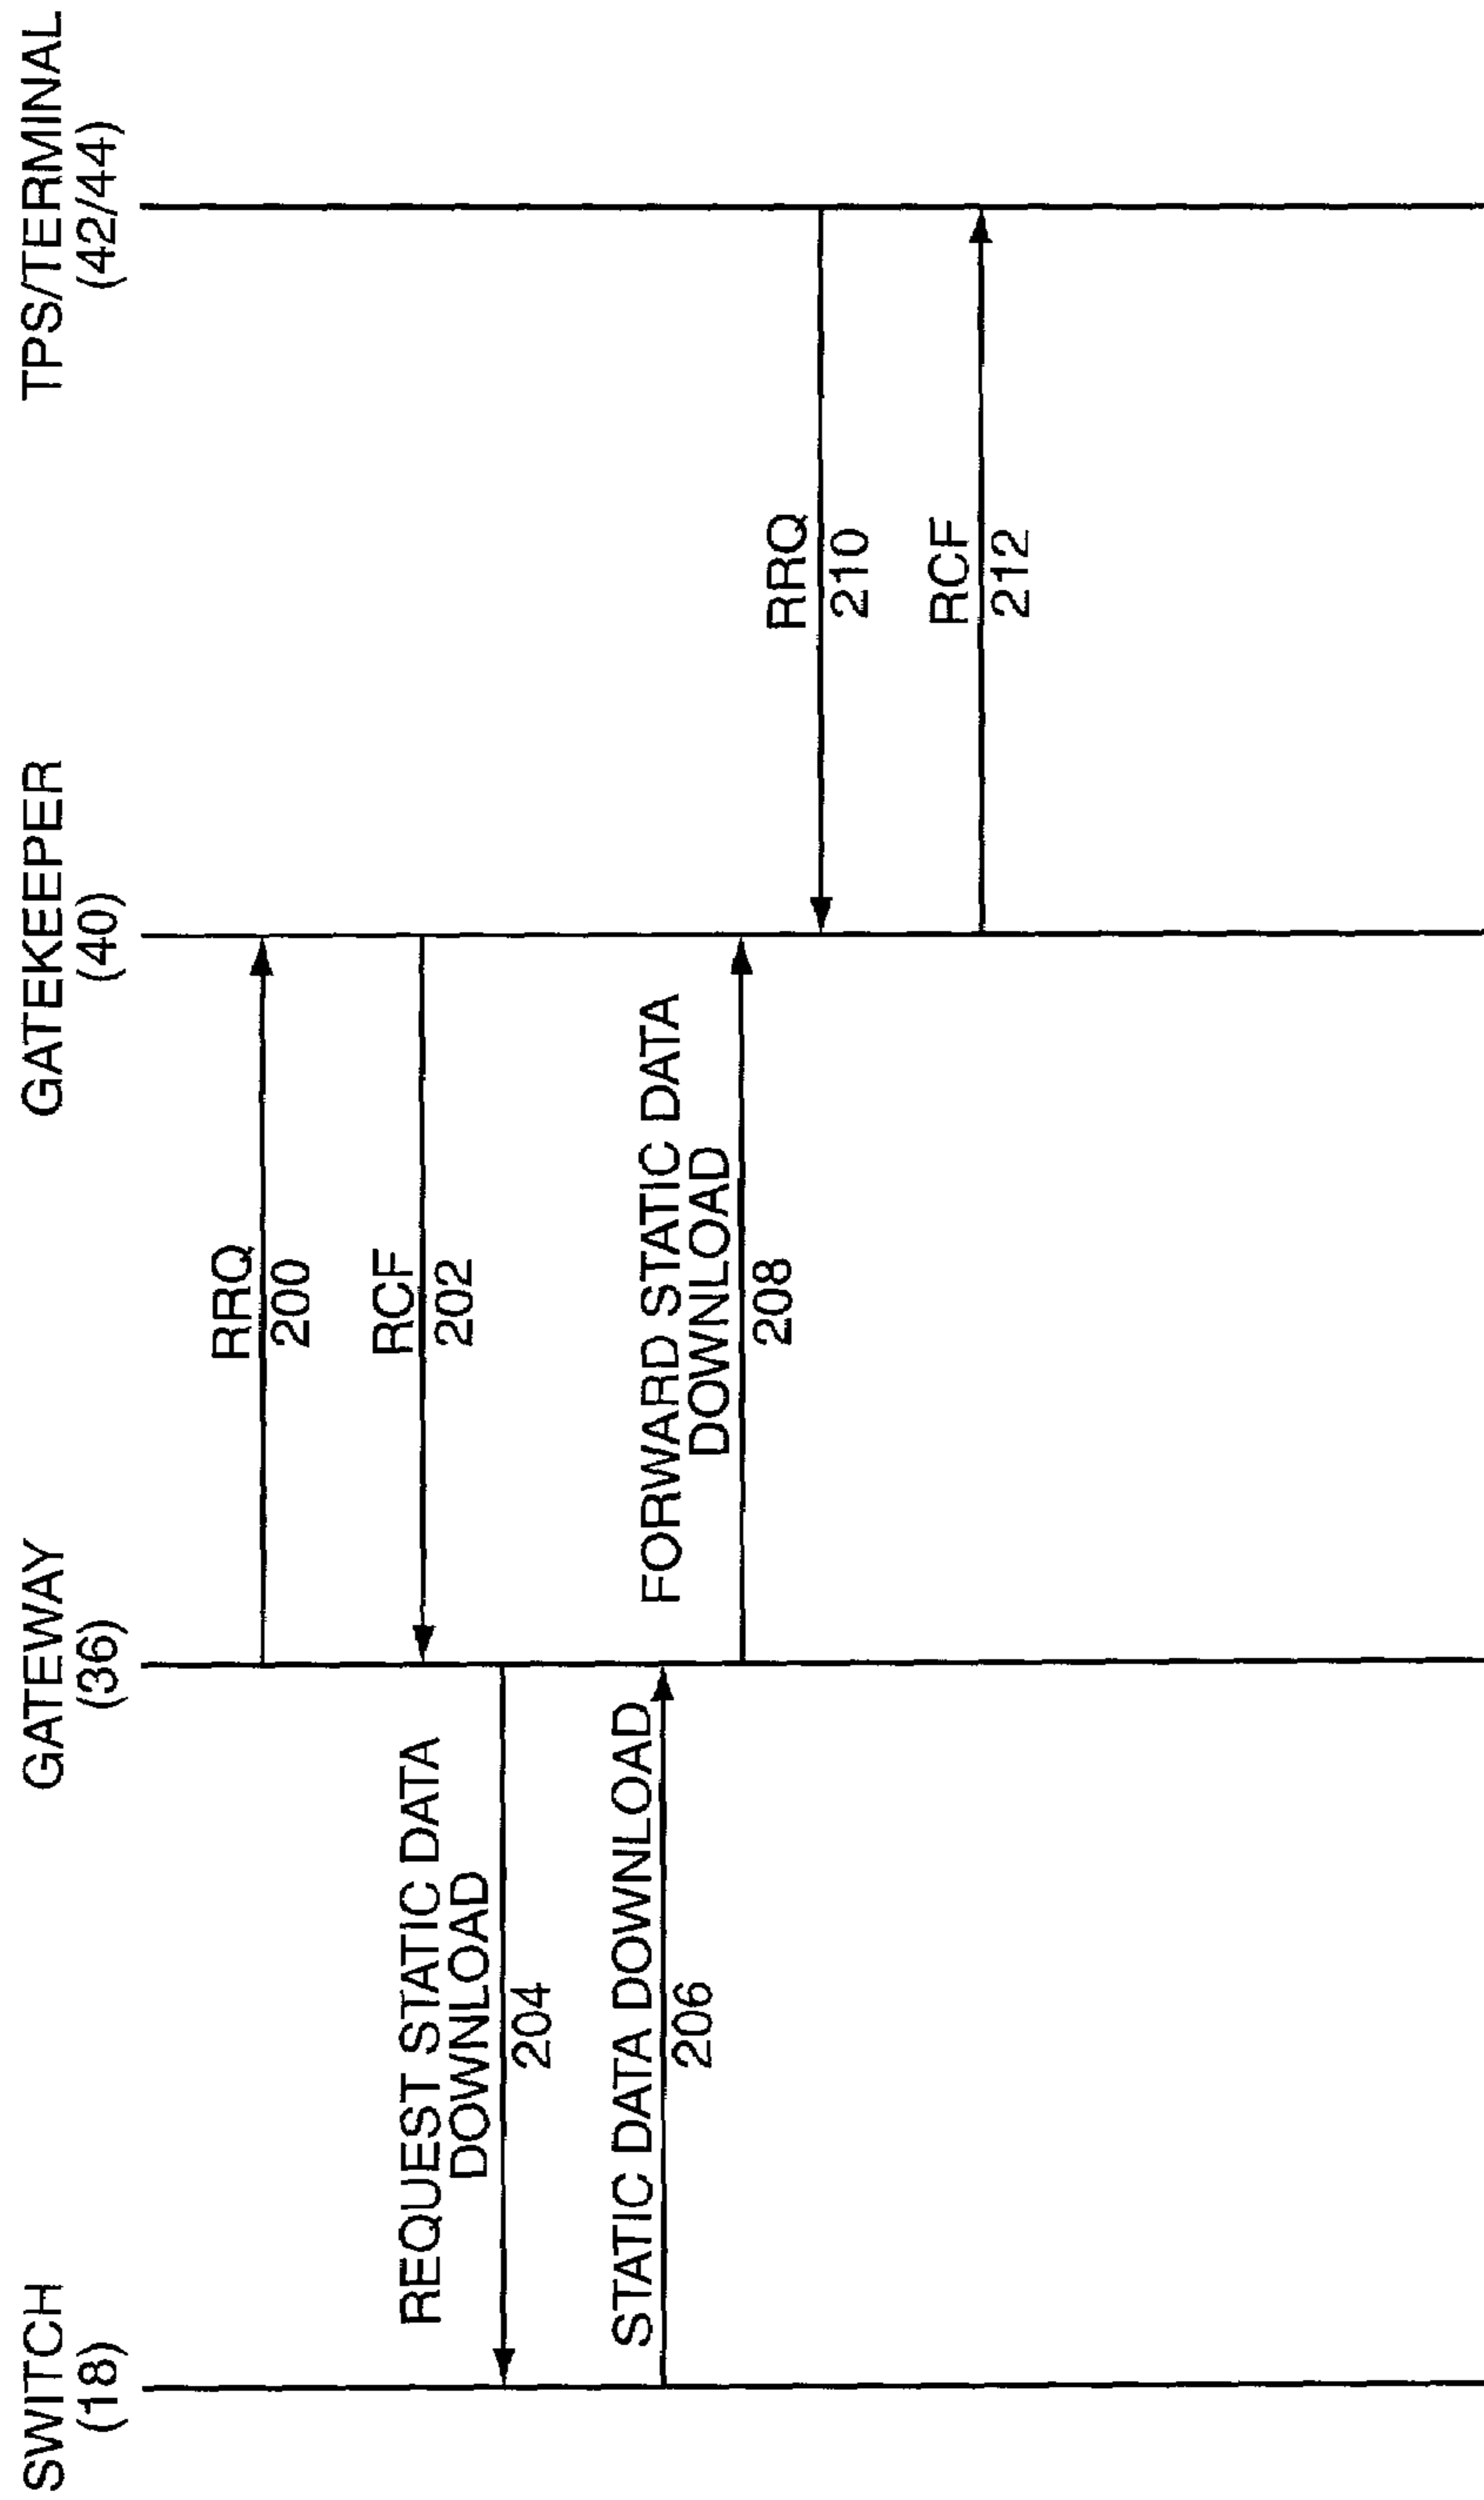 SWITCH
(18)
GATEWAY
(36)
GATEKEEPER
(40)
TPS/TERMINAL
(42/44)
RRQ
200
RCF
202
REQUEST STATIC DATA
DOWNLOAD
204
STATIC DATA DOWNLOAD
206
FORWARD STATIC DATA
DOWNLOAD
208
RRQ
210
RCF
212